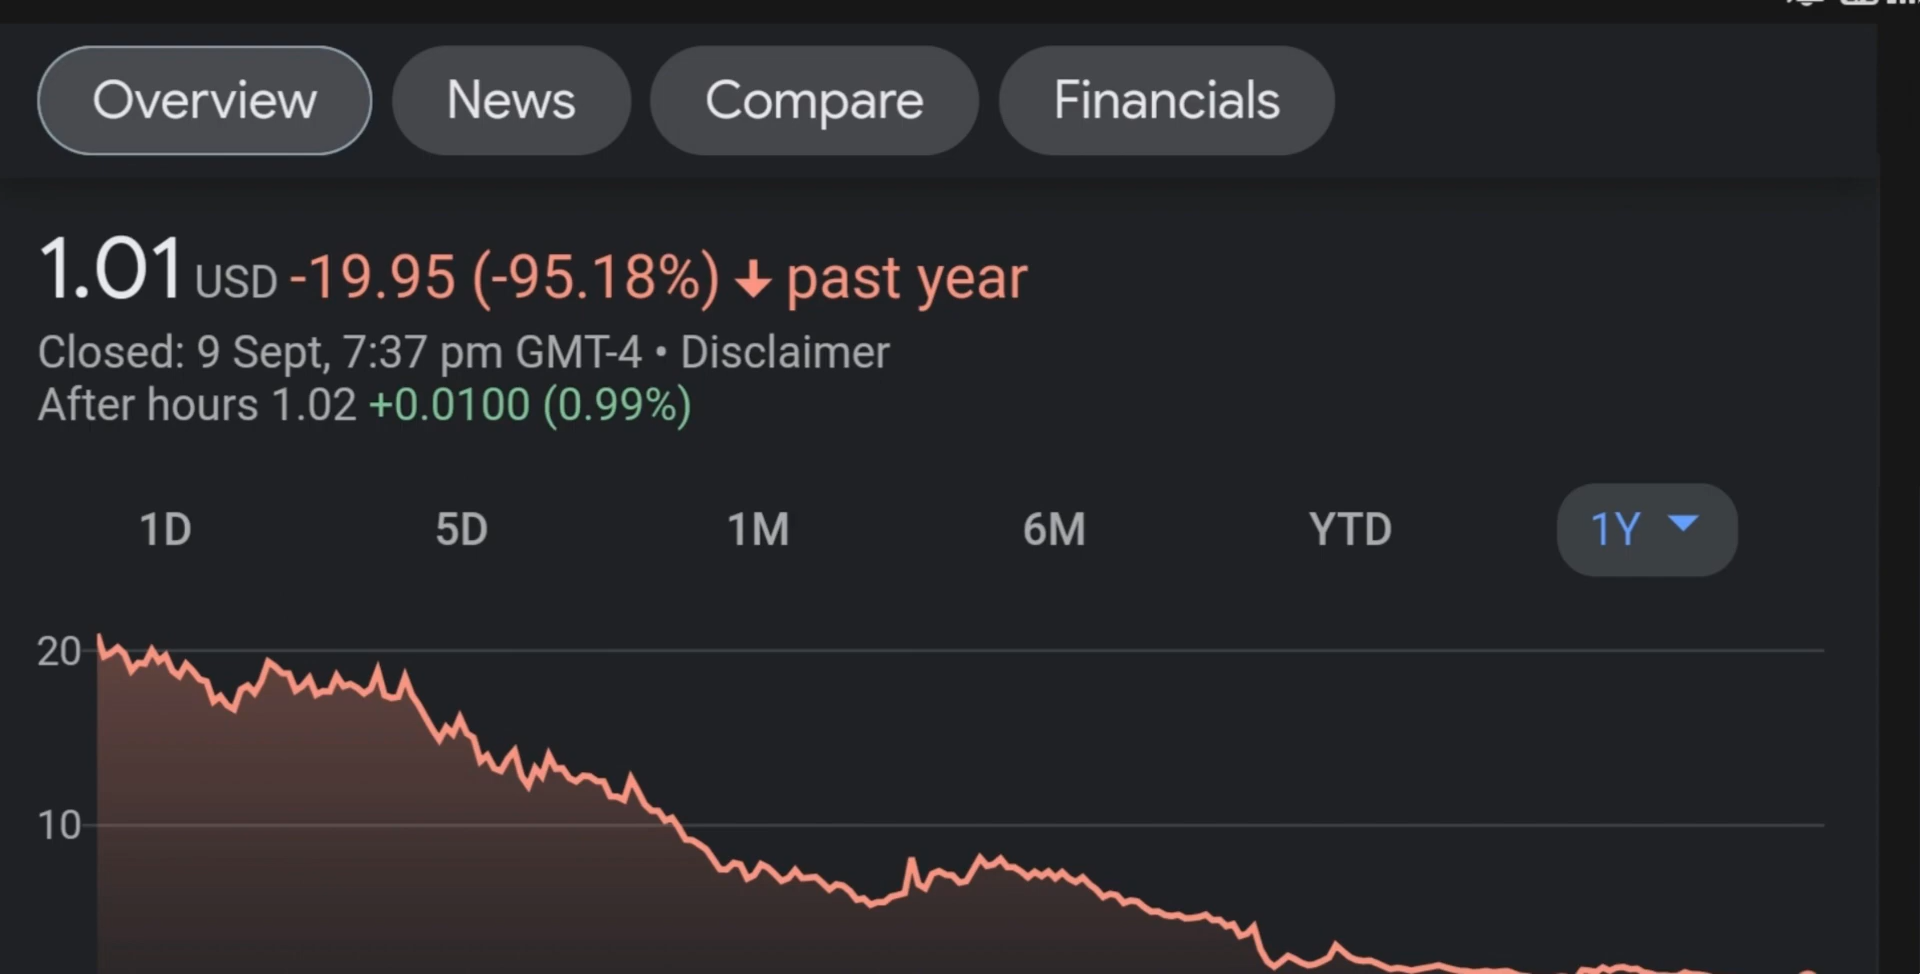 Overview News Compare Financials
1.01 USD -19.95 (-95.18%) ↓ past year
Closed: 9 Sept, 7:37 pm GMT-4 • Disclaimer
After hours 1.02 +0.0100 (0.99%)
1D 5D 1M 6M YTD 1Y
20
10